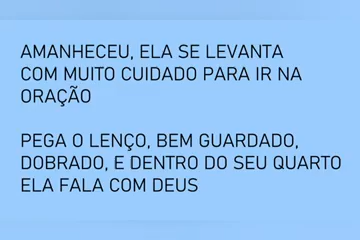 AMANHECEU, ELA SE LEVANTA
COM MUITO CUIDADO PARA IR NA
ORAÇÃO
PEGA O LENÇO, BEM GUARDADO,
DOBRADO, E DENTRO DO SEU QUARTO
ELA FALA COM DEUS